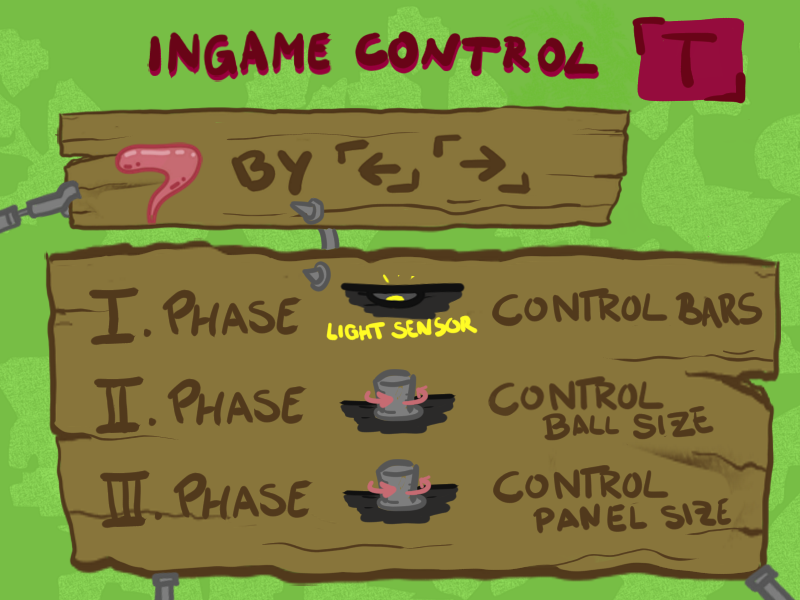 INGAME CONTROL T
BY ← →
I. PHASE LIGHT SENSOR CONTROL BARS
II. PHASE CONTROL BALL SIZE
III. PHASE CONTROL PANEL SIZE